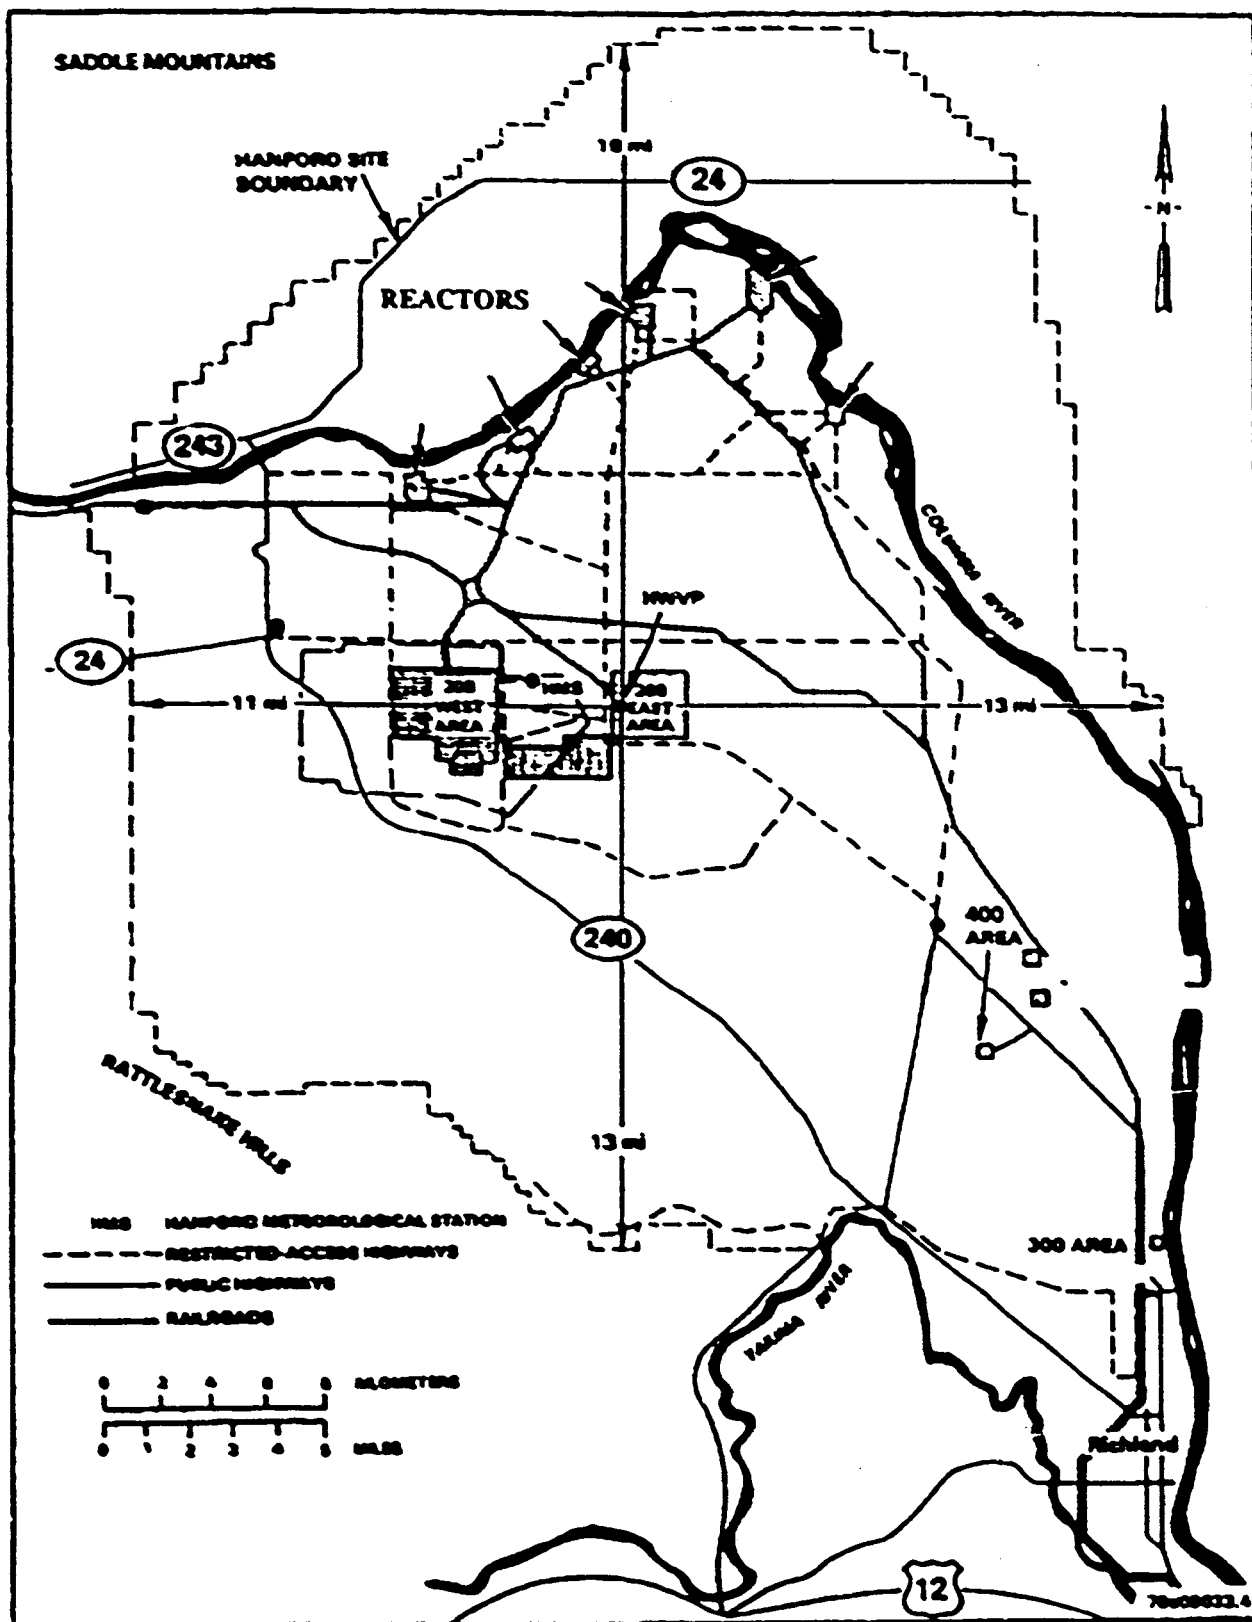 SADDLE MOUNTAINS
HANFORD SITE
BOUNDARY
24
- N -
REACTORS
243
COLUMBIA RIVER
HWVP
24
11 mi
200
WEST
AREA
HMS
200
EAST
AREA
13 mi
400
AREA
240
RATTLESNAKE HILLS
13 mi
HMS HANFORD METEOROLOGICAL STATION
RESTRICTED-ACCESS HIGHWAYS
PUBLIC HIGHWAYS
RAILROADS
300 AREA
YAKIMA RIVER
0 2 4 6 8 KILOMETERS
0 1 2 3 4 5 MILES
Richland
12